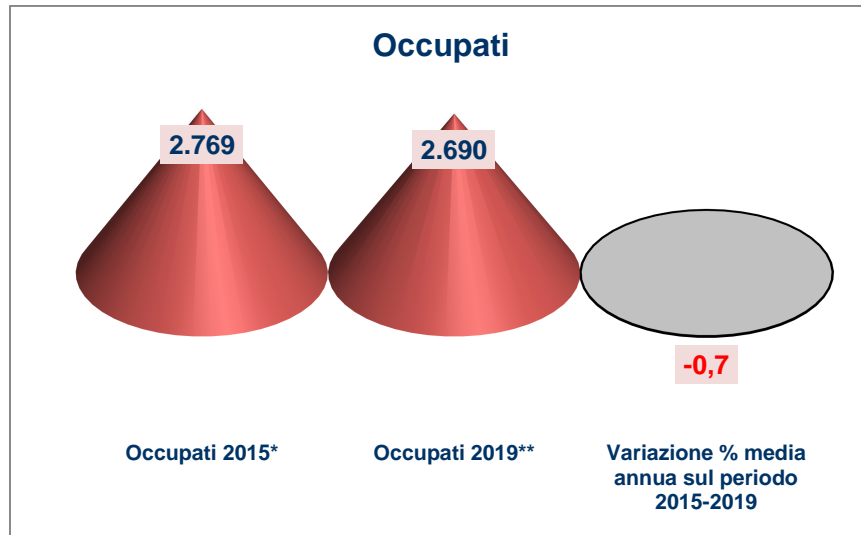 Occupati
2.769
2.690
-0,7
Occupati 2015*
Occupati 2019**
Variazione % media
annua sul periodo
2015-2019